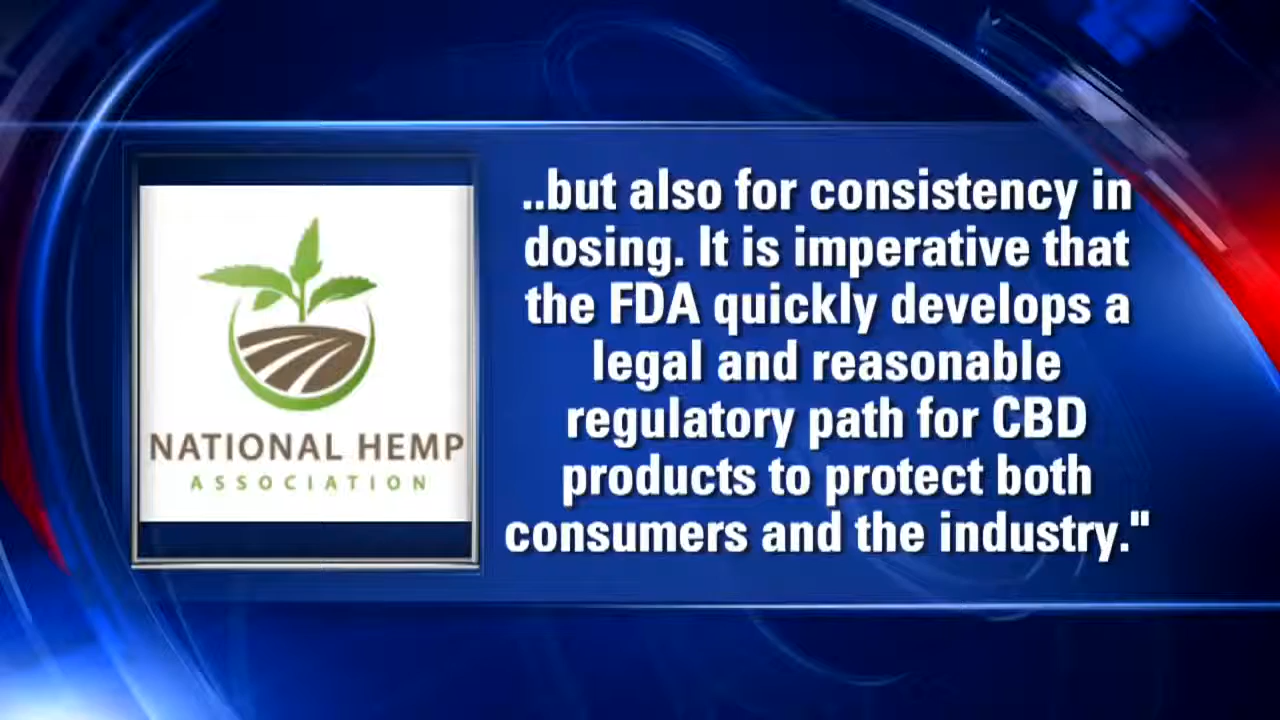 NATIONAL HEMP
ASSOCIATION
..but also for consistency in
dosing. It is imperative that
the FDA quickly develops a
legal and reasonable
regulatory path for CBD
products to protect both
consumers and the industry."